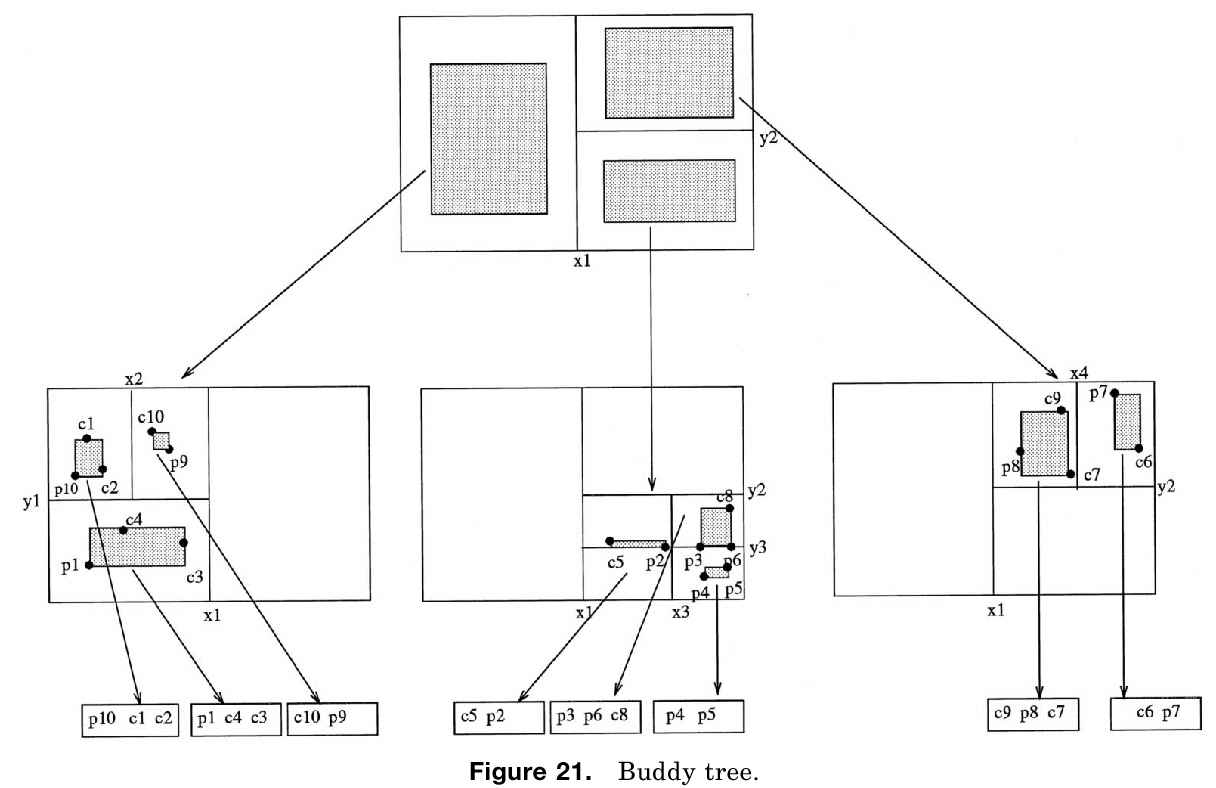 y2
x1
x2
x4
c1
c10
p9
p10
c2
y1
c4
p1
c3
x1
c8
y2
c5
p2
p3
p6
y3
p4
p5
x1
x3
c9
p7
p8
c7
c6
y2
x1
p10 c1 c2
p1 c4 c3
c10 p9
c5 p2
p3 p6 c8
p4 p5
c9 p8 c7
c6 p7
Figure 21. Buddy tree.